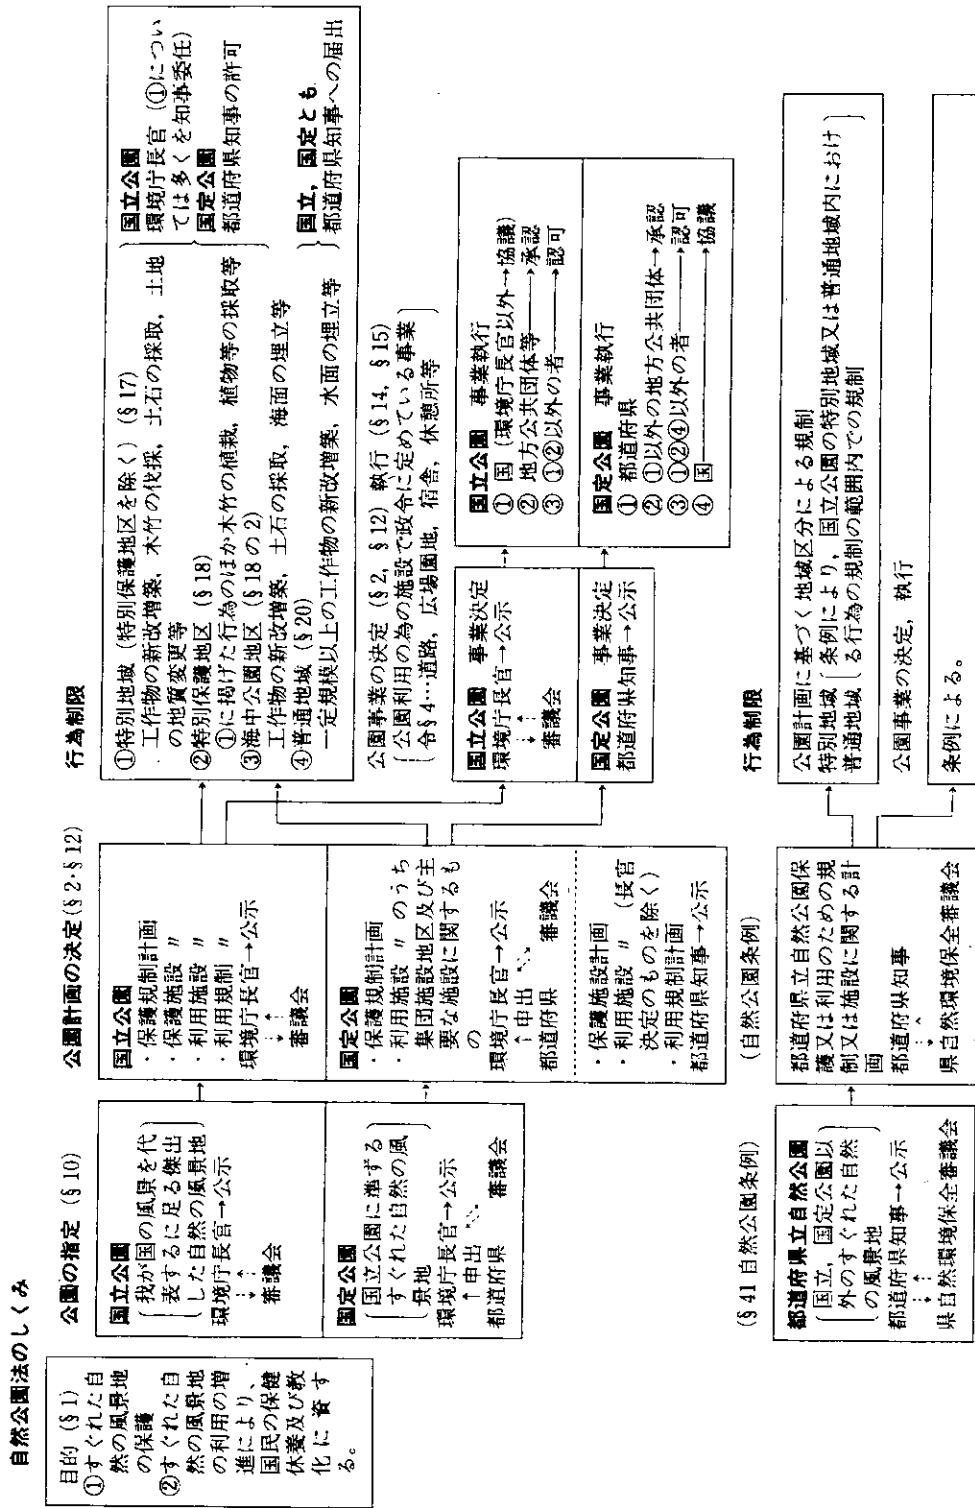 自然公園法のしくみ
目的 (§1)
①すぐれた自
然の風景地
の保護
②すぐれた自
然の風景地
の利用の増
進により、
国民の保健
休養及び教
化に資す
る。
公園の指定 (§10)
国立公園
我が国の風景を代
表するに足る傑出
した自然の風景地
環境庁長官→公示
審議会
国定公園
国立公園に準ずる
すぐれた自然の風
景地
環境庁長官→公示
↑申出
都道府県 審議会
公園計画の決定(§2・§12)
国立公園
・保護規制計画
・保護施設 〃
・利用施設 〃
・利用規制 〃
環境庁長官→公示
審議会
国定公園
・保護規制計画
・利用施設 〃 のうち
集団施設地区及び主
要な施設に関するも
の
環境庁長官→公示
↑申出
都道府県 審議会
・保護施設計画
・利用施設 〃 (長官
決定のものを除く)
・利用規制計画
都道府県知事→公示
行為制限
①特別地域 (特別保護地区を除く) (§17)
工作物の新改増築、木竹の伐採、土石の採取、土地
の地質変更等
②特別保護地区 (§18)
①に掲げた行為のほか木竹の植栽、植物等の採取等
③海中公園地区 (§18の2)
工作物の新改増築、土石の採取、海面の埋立等
④普通地域 (§20)
一定規模以上の工作物の新改増築、水面の埋立等
国立公園
環境庁長官 (①につい
ては多くを知事委任)
国定公園
都道府県知事の許可
国立,国定とも
都道府県知事への届出
公園事業の決定 (§2, §12) 執行 (§14, §15)
公園利用の為の施設で政令に定めている事業
令§4…道路,広場園地,宿舎,休憩所等
国立公園 事業決定
環境庁長官→公示
審議会
国定公園 事業決定
都道府県知事→公示
国立公園 事業執行
① 国 (環境庁長官以外)→協議
② 地方公共団体等→承認
③ ①②以外の者→認可
国定公園 事業執行
① 都道府県
② ①以外の地方公共団体→承認
③ ①②④以外の者→認可
④ 国→協議
(§41 自然公園条例)
都道府県立自然公園
国立,国定公園以
外のすぐれた自然
の風景地
都道府県知事→公示
県自然環境保全審議会
(自然公園条例)
都道府県立自然公園保
護又は利用のための規
制又は施設に関する計
画
都道府県知事
県自然環境保全審議会
行為制限
公園計画に基づく地域区分による規制
特別地域
普通地域
条例により,国立公園の特別地域又は普通地域内におけ
る行為の規制の範囲内での規制
公園事業の決定,執行
条例による。